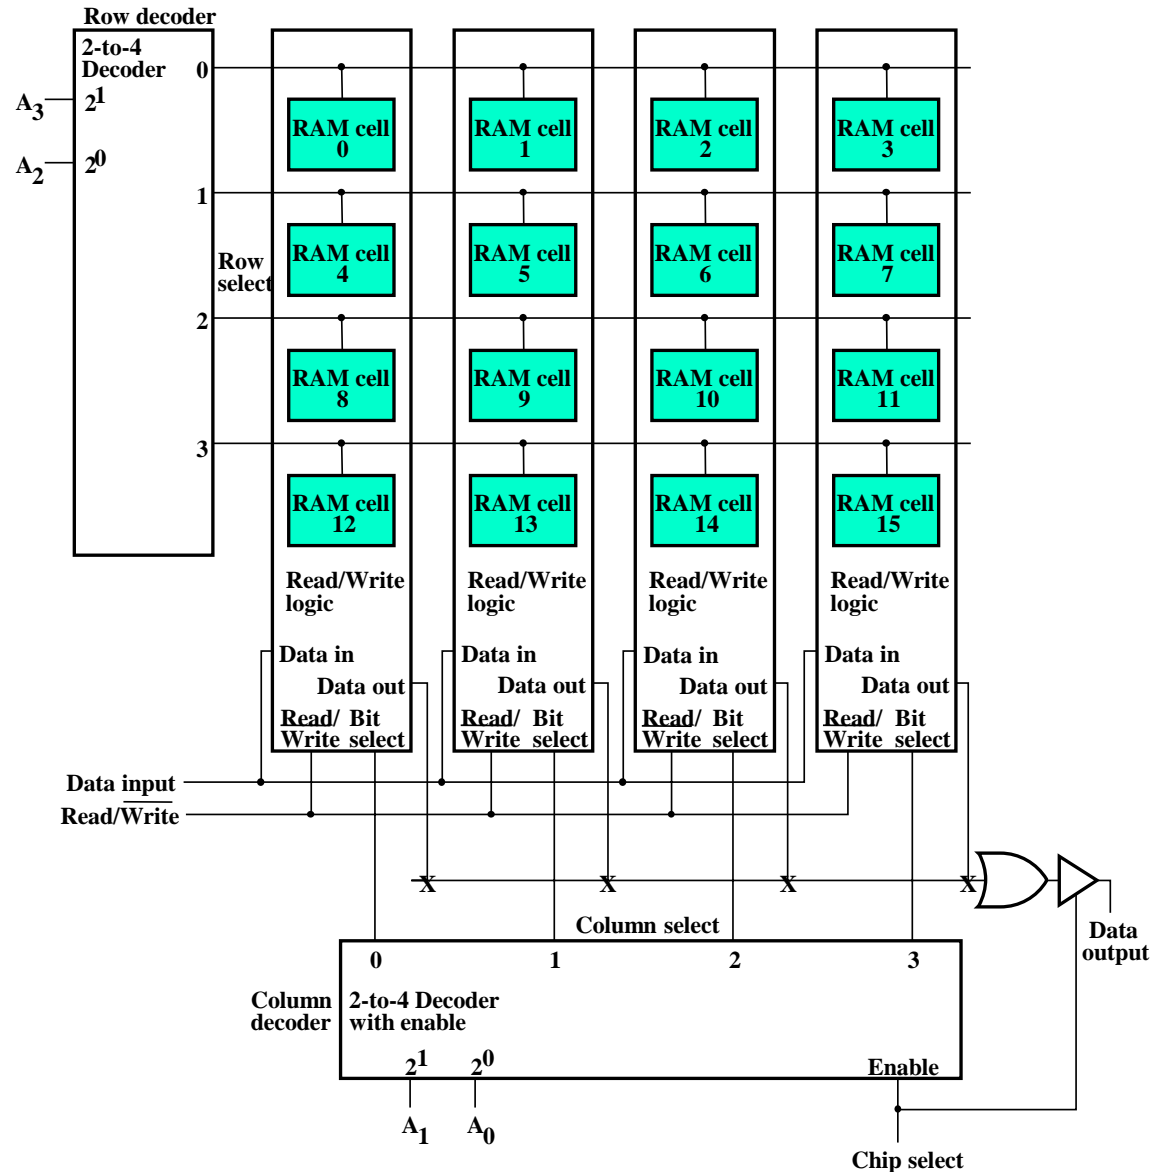 Row decoder
2-to-4
Decoder
A3
2^1
A2
2^0
0
1
2
3
Row
select
RAM cell
0
RAM cell
1
RAM cell
2
RAM cell
3
RAM cell
4
RAM cell
5
RAM cell
6
RAM cell
7
RAM cell
8
RAM cell
9
RAM cell
10
RAM cell
11
RAM cell
12
RAM cell
13
RAM cell
14
RAM cell
15
Read/Write
logic
Read/Write
logic
Read/Write
logic
Read/Write
logic
Data in
Data in
Data in
Data in
Data out
Data out
Data out
Data out
Read/ Bit
Write select
Read/ Bit
Write select
Read/ Bit
Write select
Read/ Bit
Write select
Data input
Read/Write
X X X X
Data
output
Column select
0 1 2 3
Column
decoder
2-to-4 Decoder
with enable
2^1 2^0
Enable
A1 A0
Chip select